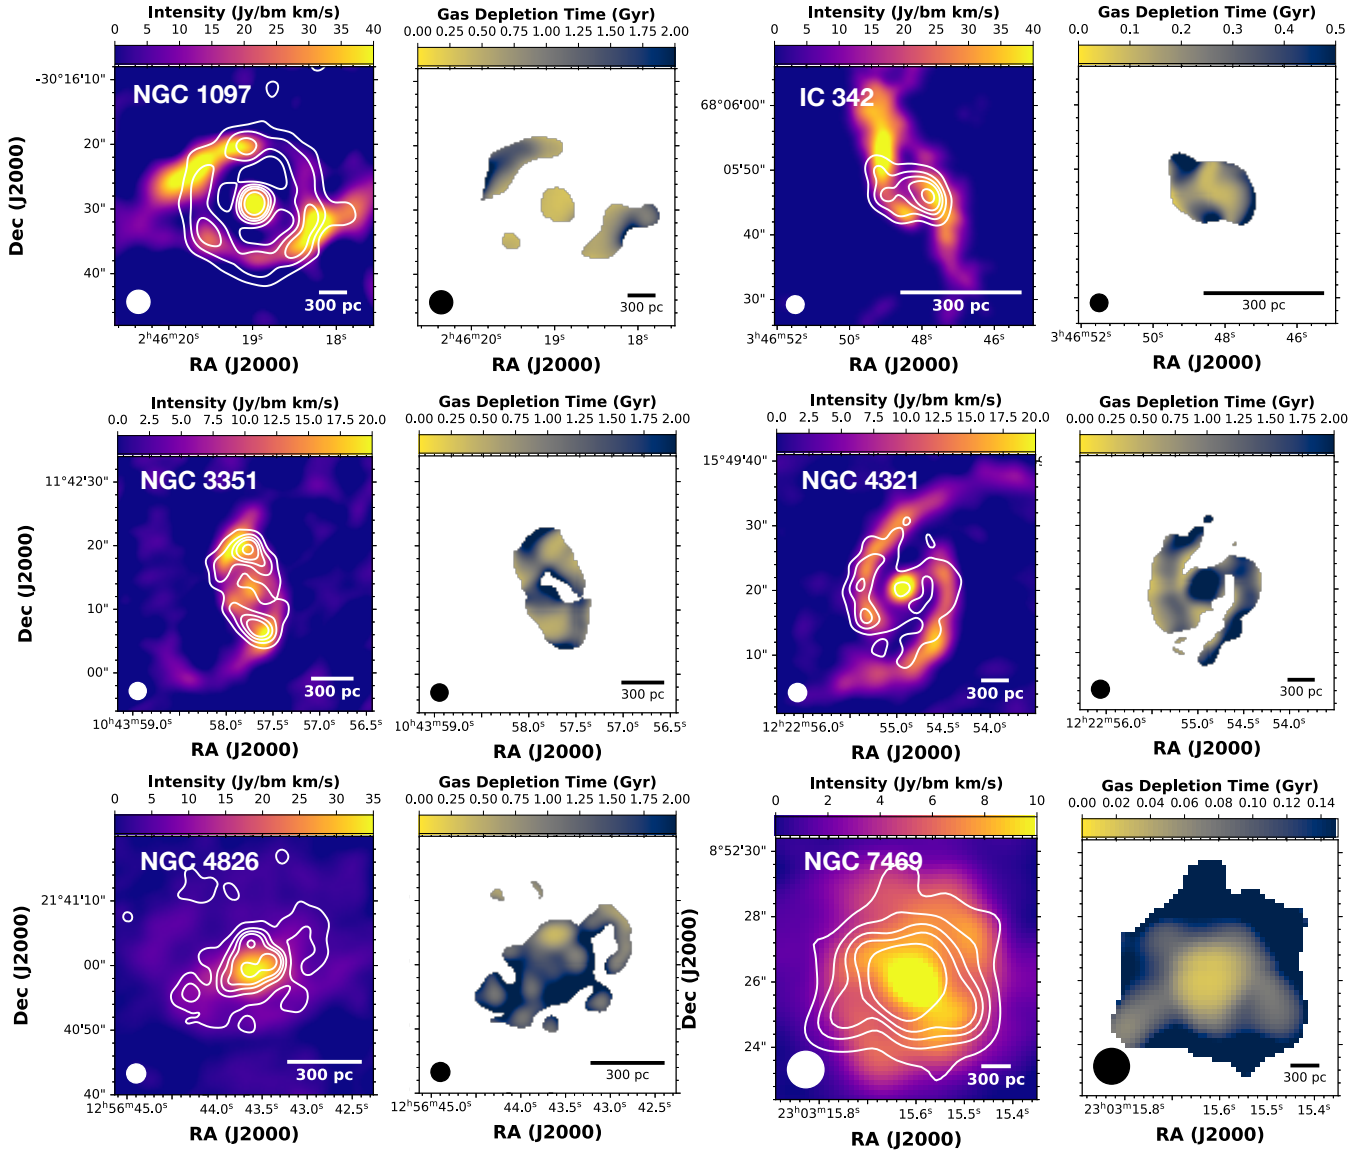 Intensity (Jy/bm km/s)
0 5 10 15 20 25 30 35 40
NGC 1097
-30°16'10"
20"
30"
40"
Dec (J2000)
300 pc
2ʰ46ᵐ20ˢ 19ˢ 18ˢ
RA (J2000)
Gas Depletion Time (Gyr)
0.00 0.25 0.50 0.75 1.00 1.25 1.50 1.75 2.00
300 pc
2ʰ46ᵐ20ˢ 19ˢ 18ˢ
RA (J2000)
Intensity (Jy/bm km/s)
0 5 10 15 20 25 30 35 40
IC 342
68°06'00"
05'50"
40"
30"
300 pc
3ʰ46ᵐ52ˢ 50ˢ 48ˢ 46ˢ
RA (J2000)
Gas Depletion Time (Gyr)
0.0 0.1 0.2 0.3 0.4 0.5
300 pc
3ʰ46ᵐ52ˢ 50ˢ 48ˢ 46ˢ
RA (J2000)
Intensity (Jy/bm km/s)
0.0 2.5 5.0 7.5 10.0 12.5 15.0 17.5 20.0
NGC 3351
11°42'30"
20"
10"
00"
Dec (J2000)
300 pc
10ʰ43ᵐ59.0ˢ 58.0ˢ 57.5ˢ 57.0ˢ 56.5ˢ
RA (J2000)
Gas Depletion Time (Gyr)
0.00 0.25 0.50 0.75 1.00 1.25 1.50 1.75 2.00
300 pc
10ʰ43ᵐ59.0ˢ 58.0ˢ 57.5ˢ 57.0ˢ 56.5ˢ
RA (J2000)
Intensity (Jy/bm km/s)
0.0 2.5 5.0 7.5 10.0 12.5 15.0 17.5 20.0
NGC 4321
15°49'40"
30"
20"
10"
300 pc
12ʰ22ᵐ56.0ˢ 55.0ˢ 54.5ˢ 54.0ˢ
RA (J2000)
Gas Depletion Time (Gyr)
0.00 0.25 0.50 0.75 1.00 1.25 1.50 1.75 2.00
300 pc
12ʰ22ᵐ56.0ˢ 55.0ˢ 54.5ˢ 54.0ˢ
RA (J2000)
Intensity (Jy/bm km/s)
0 5 10 15 20 25 30 35
NGC 4826
21°41'10"
00"
40'50"
40"
Dec (J2000)
300 pc
12ʰ56ᵐ45.0ˢ 44.0ˢ 43.5ˢ 43.0ˢ 42.5ˢ
RA (J2000)
Gas Depletion Time (Gyr)
0.00 0.25 0.50 0.75 1.00 1.25 1.50 1.75 2.00
300 pc
12ʰ56ᵐ45.0ˢ 44.0ˢ 43.5ˢ 43.0ˢ 42.5ˢ
RA (J2000)
Intensity (Jy/bm km/s)
0 2 4 6 8 10
NGC 7469
8°52'30"
28"
26"
24"
Dec (J2000)
300 pc
23ʰ03ᵐ15.8ˢ 15.6ˢ 15.5ˢ 15.4ˢ
RA (J2000)
Gas Depletion Time (Gyr)
0.00 0.02 0.04 0.06 0.08 0.10 0.12 0.14
300 pc
23ʰ03ᵐ15.8ˢ 15.6ˢ 15.5ˢ 15.4ˢ
RA (J2000)